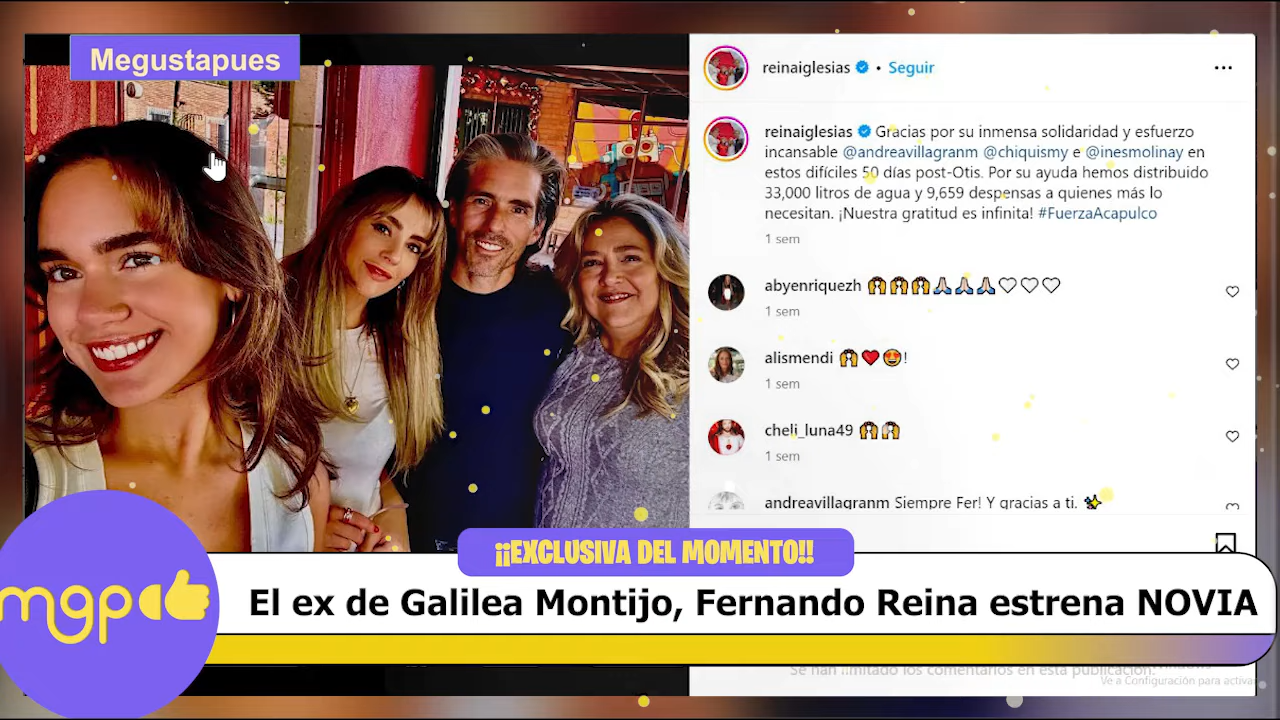 Megustapues
reinaiglesias • Seguir
reinaiglesias Gracias por su inmensa solidaridad y esfuerzo
incansable @andreavillagranm @chiquismy e @inesmolinay en
estos difíciles 50 días post-Otis. Por su ayuda hemos distribuido
33,000 litros de agua y 9,659 despensas a quienes más lo
necesitan. ¡Nuestra gratitud es infinita! #FuerzaAcapulco
1 sem
abyenriquezh 🙌🙌🙌🙏🙏🙏🤍🤍🤍
1 sem
alismendi 🙌❤️😍!
1 sem
cheli_luna49 🙌🙌
1 sem
andreavillagranm Siempre Fer! Y gracias a ti. ✨
¡¡EXCLUSIVA DEL MOMENTO!!
mgp
El ex de Galilea Montijo, Fernando Reina estrena NOVIA
Se han limitado los comentarios en esta publicación.
Ve a Configuración para activar